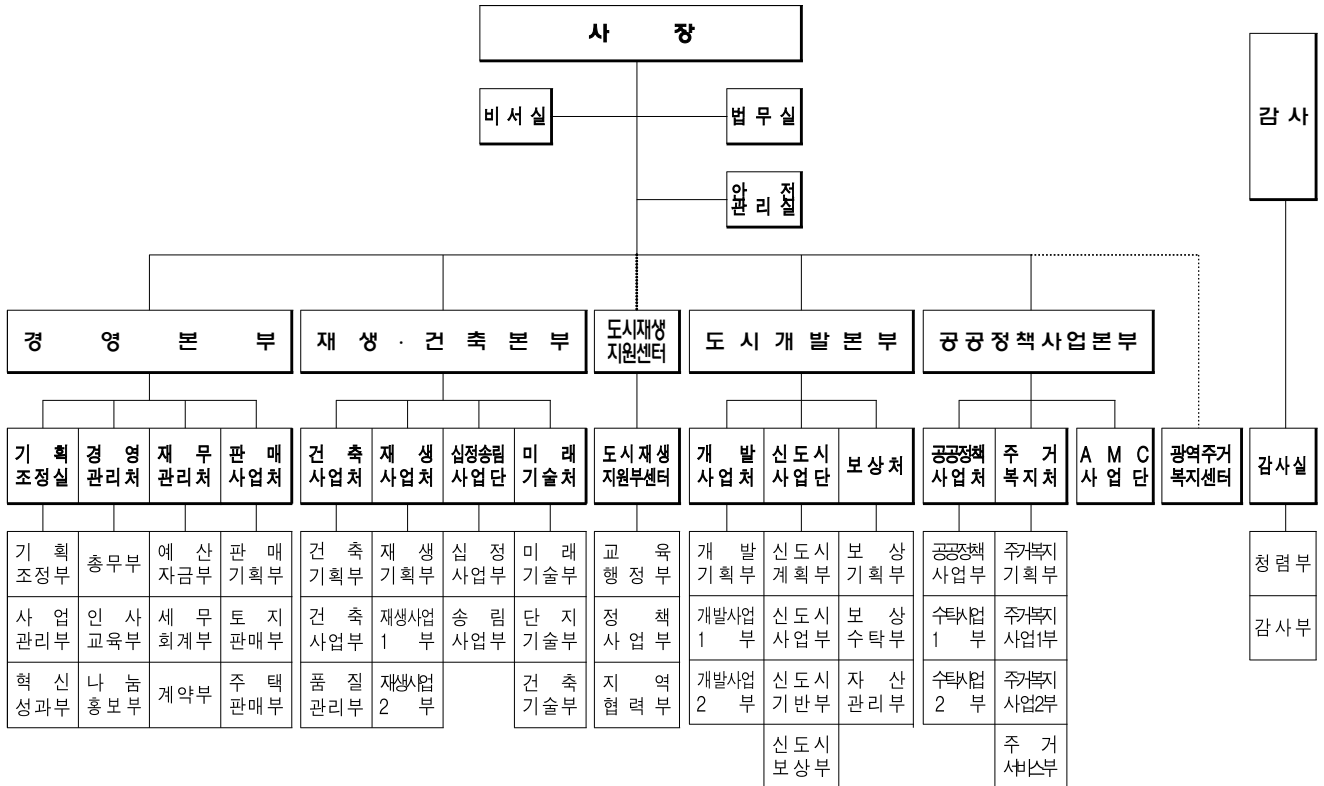 사 장
감 사
비 서 실
법 무 실
안 전
관 리 실
경 영 본 부
재 생 · 건 축 본 부
도시재생
지원센터
도 시 개 발 본 부
공 공 정 책 사 업 본 부
기 획
조정실
경 영
관리처
재 무
관리처
판 매
사업처
건 축
사업처
재 생
사업처
십정송림
사업단
미 래
기술처
도 시 재 생
지원부센터
개 발
사업처
신도시
사업단
보상처
공공정책
사업처
주 거
복지처
A M C
사 업 단
광역주거
복지센터
감사실
기 획
조정부
총무부
예 산
자금부
판 매
기획부
건 축
기획부
재 생
기획부
십 정
사업부
미 래
기술부
교 육
행 정 부
개 발
기획부
신도시
계획부
보 상
기획부
공공정책
사업부
주거복지
기획부
청렴부
사 업
관리부
인 사
교육부
세 무
회계부
토 지
판매부
건 축
사업부
재생사업
1 부
송 림
사업부
단 지
기술부
정 책
사 업 부
개발사업
1 부
신도시
사업부
보 상
수탁부
수탁사업
1 부
주거복지
사업1부
감사부
혁 신
성과부
나 눔
홍보부
계약부
주 택
판매부
품 질
관리부
재생사업
2 부
건 축
기술부
지 역
협 력 부
개발사업
2 부
신도시
기반부
자 산
관리부
수탁사업
2 부
주거복지
사업2부
신도시
보상부
주 거
서비스부